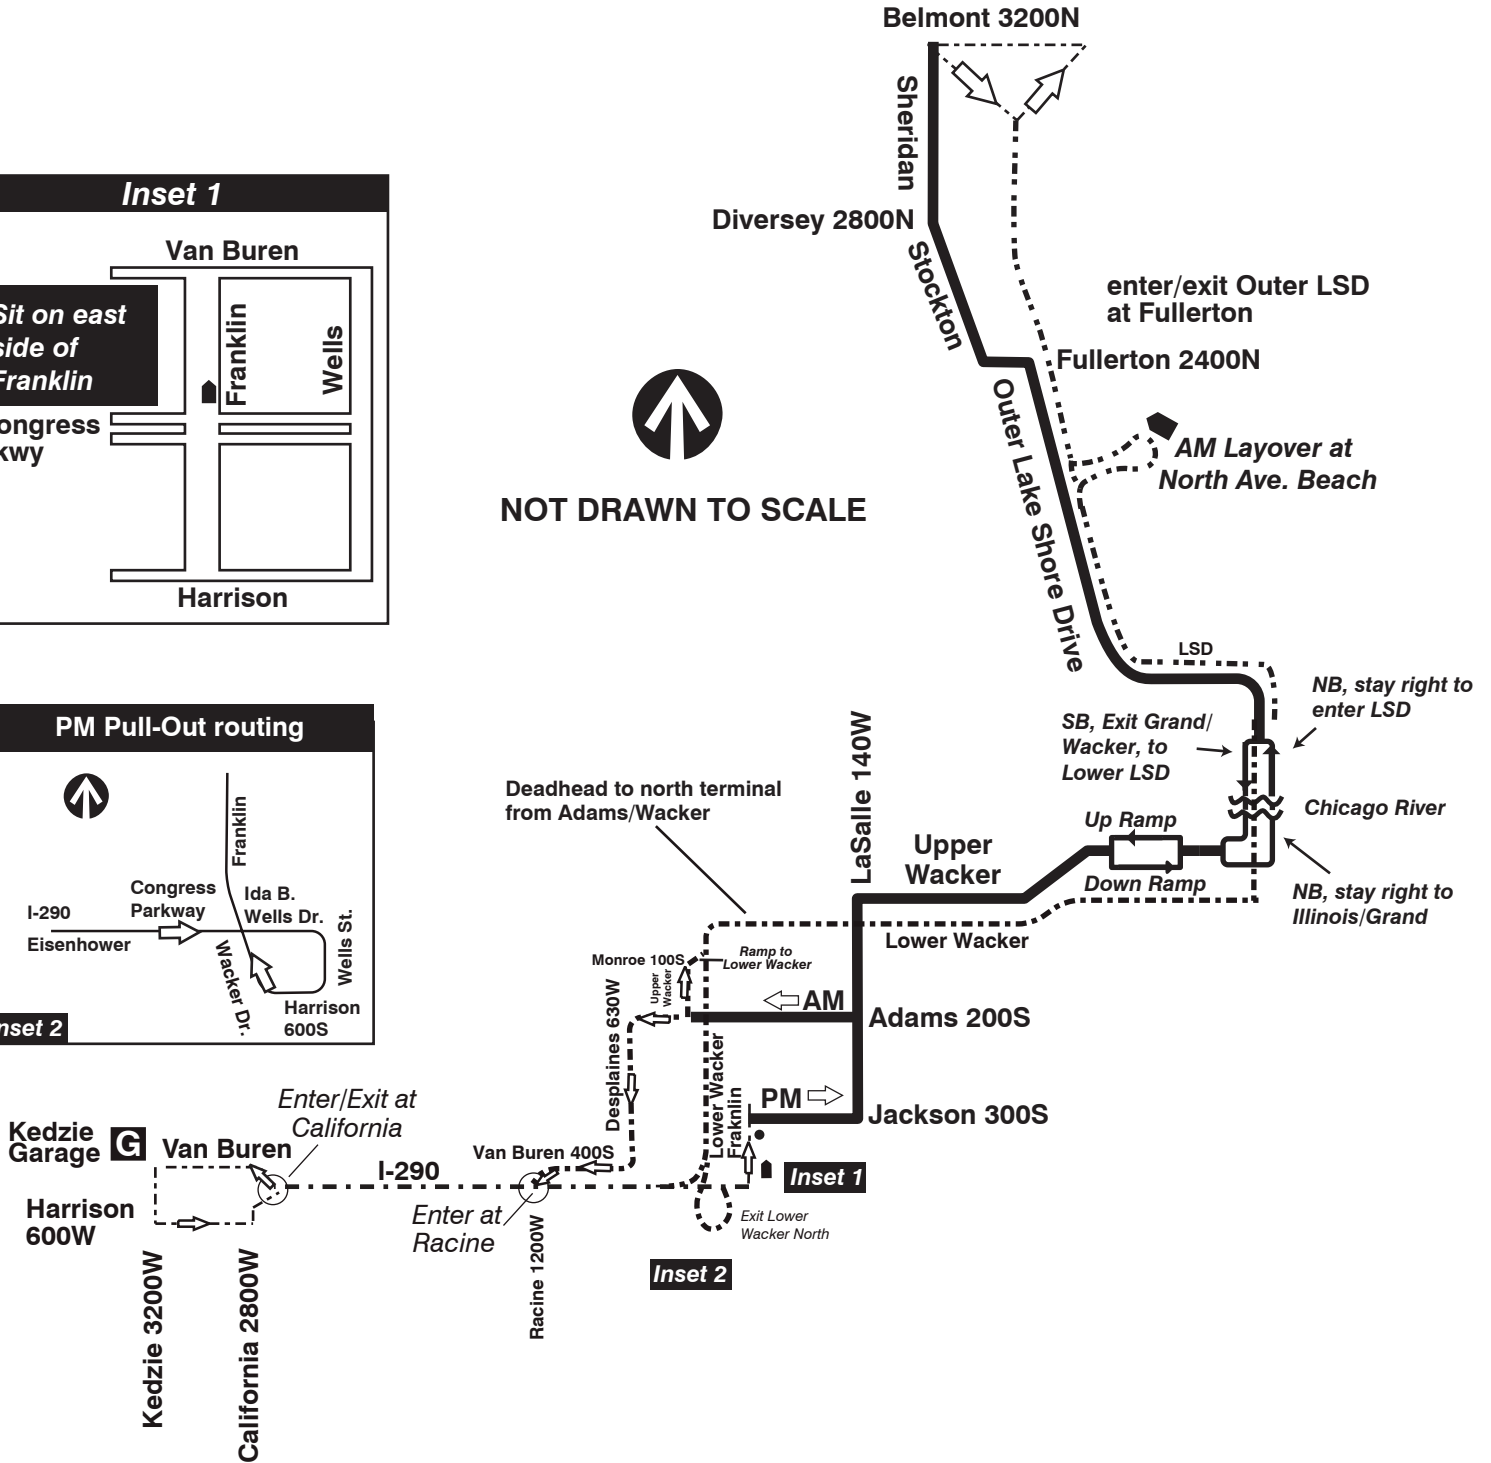 Belmont 3200N
Sheridan
Diversey 2800N
Stockton
enter/exit Outer LSD
at Fullerton
Fullerton 2400N
Outer Lake Shore Drive
AM Layover at
North Ave. Beach
NOT DRAWN TO SCALE
Inset 1
Van Buren
Sit on east
side of
Franklin
Franklin
Wells
ongress
kwy
Harrison
PM Pull-Out routing
Franklin
Congress
Parkway
Ida B.
Wells Dr.
I-290
Eisenhower
Wacker Dr.
Wells St.
Harrison
600S
nset 2
LSD
NB, stay right to
enter LSD
SB, Exit Grand/
Wacker, to
Lower LSD
Chicago River
Up Ramp
Down Ramp
NB, stay right to
Illinois/Grand
LaSalle 140W
Upper
Wacker
Deadhead to north terminal
from Adams/Wacker
Lower Wacker
Ramp to
Lower Wacker
Monroe 100S
Upper
Wacker
AM
Adams 200S
Desplaines 630W
Lower Wacker
Fraknlin
PM
Jackson 300S
Enter/Exit at
California
Kedzie
Garage
G
Van Buren
I-290
Van Buren 400S
Inset 1
Harrison
600W
Enter at
Racine
Exit Lower
Wacker North
Inset 2
Kedzie 3200W
California 2800W
Racine 1200W